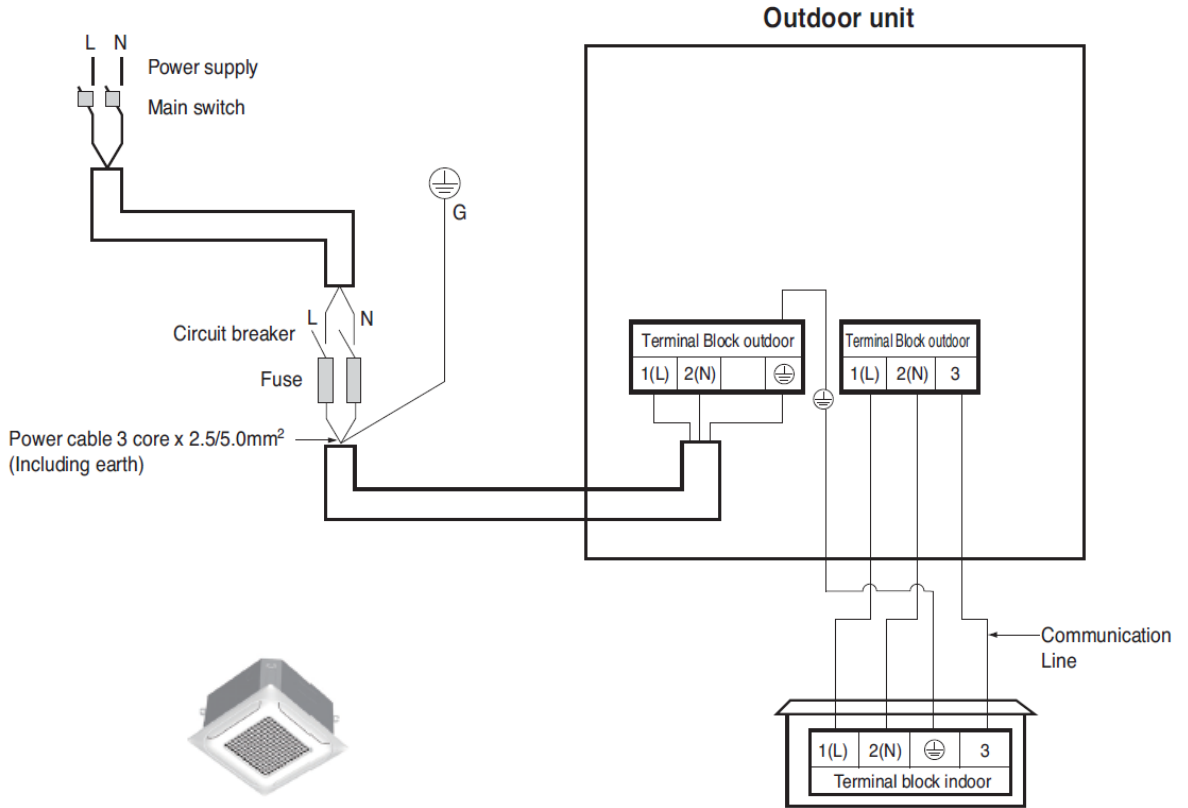 Outdoor unit
L N
Power supply
Main switch
G
L N
Circuit breaker
Fuse
Power cable 3 core x 2.5/5.0mm²
(Including earth)
Terminal Block outdoor
1(L) 2(N)
Terminal Block outdoor
1(L) 2(N) 3
Communication
Line
1(L) 2(N) 3
Terminal block indoor